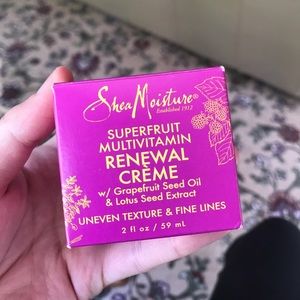 SheaMoisture®
Established 1912
SUPERFRUIT
MULTIVITAMIN
RENEWAL
CRÈME
w/ Grapefruit Seed Oil
& Lotus Seed Extract
UNEVEN TEXTURE & FINE LINES
2 fl oz / 59 mL